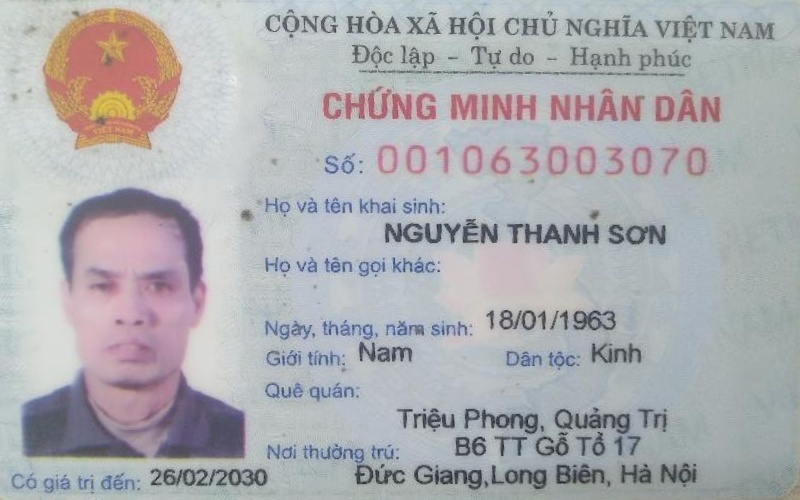 CỘNG HÒA XÃ HỘI CHỦ NGHĨA VIỆT NAM
Độc lập - Tự do - Hạnh phúc
CHỨNG MINH NHÂN DÂN
Số: 001063003070
Họ và tên khai sinh:
NGUYỄN THANH SƠN
Họ và tên gọi khác:
Ngày, tháng, năm sinh: 18/01/1963
Giới tính: Nam Dân tộc: Kinh
Quê quán:
Triệu Phong, Quảng Trị
Nơi thường trú: B6 TT Gỗ Tổ 17
Đức Giang,Long Biên, Hà Nội
Có giá trị đến: 26/02/2030
VIỆT NAM